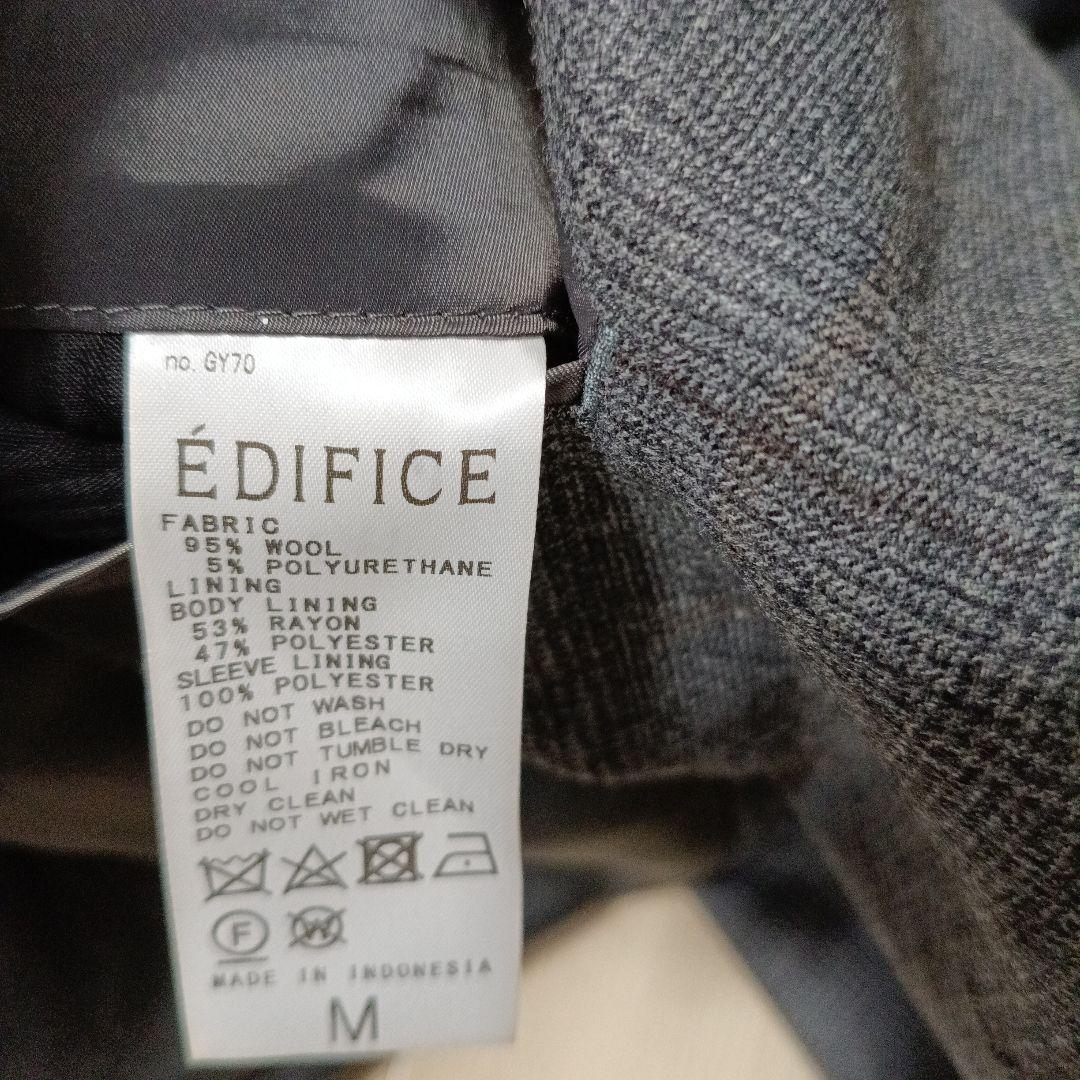 no. GY70
ÉDIFICE
FABRIC
95% WOOL
5% POLYURETHANE
LINING
BODY LINING
53% RAYON
47% POLYESTER
SLEEVE LINING
100% POLYESTER
DO NOT WASH
DO NOT BLEACH
DO NOT TUMBLE DRY
COOL IRON
DRY CLEAN
DO NOT WET CLEAN
F W
MADE IN INDONESIA
M